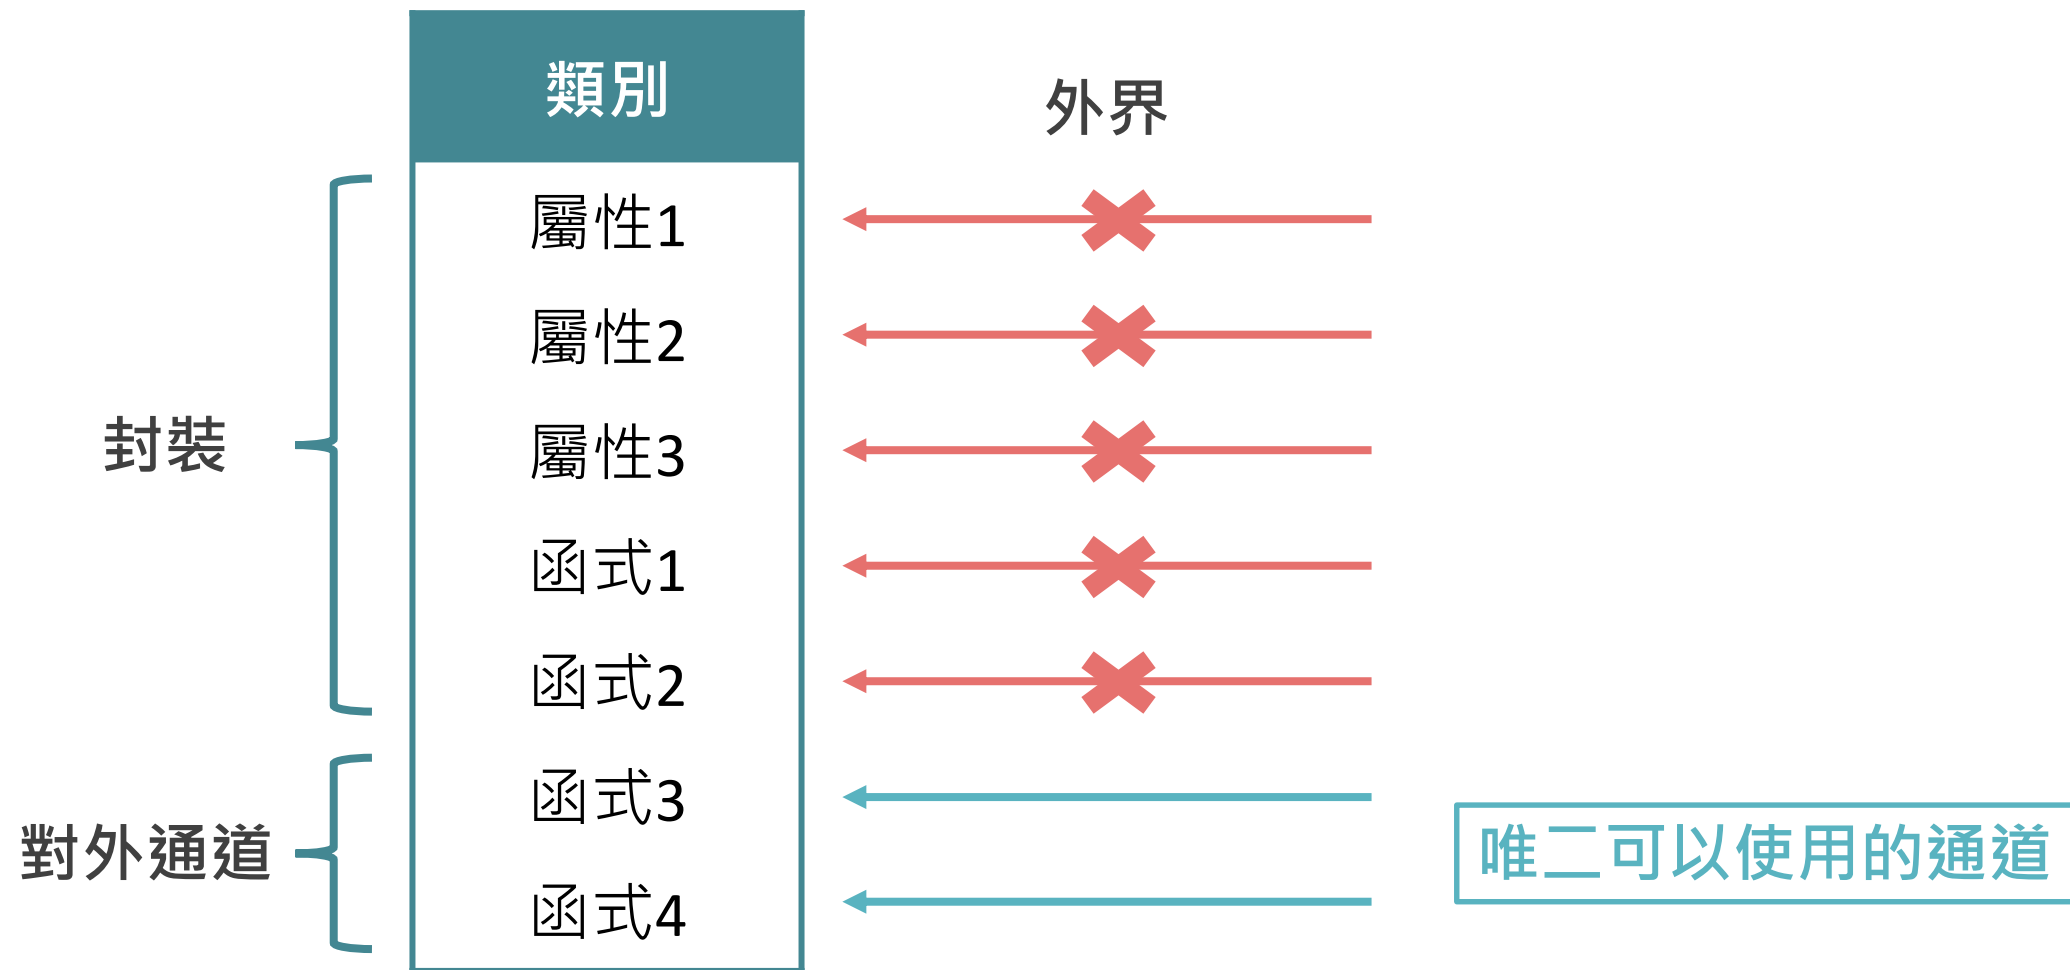 類別
外界
屬性1
屬性2
屬性3
函式1
函式2
函式3
函式4
封裝
對外通道
唯二可以使用的通道